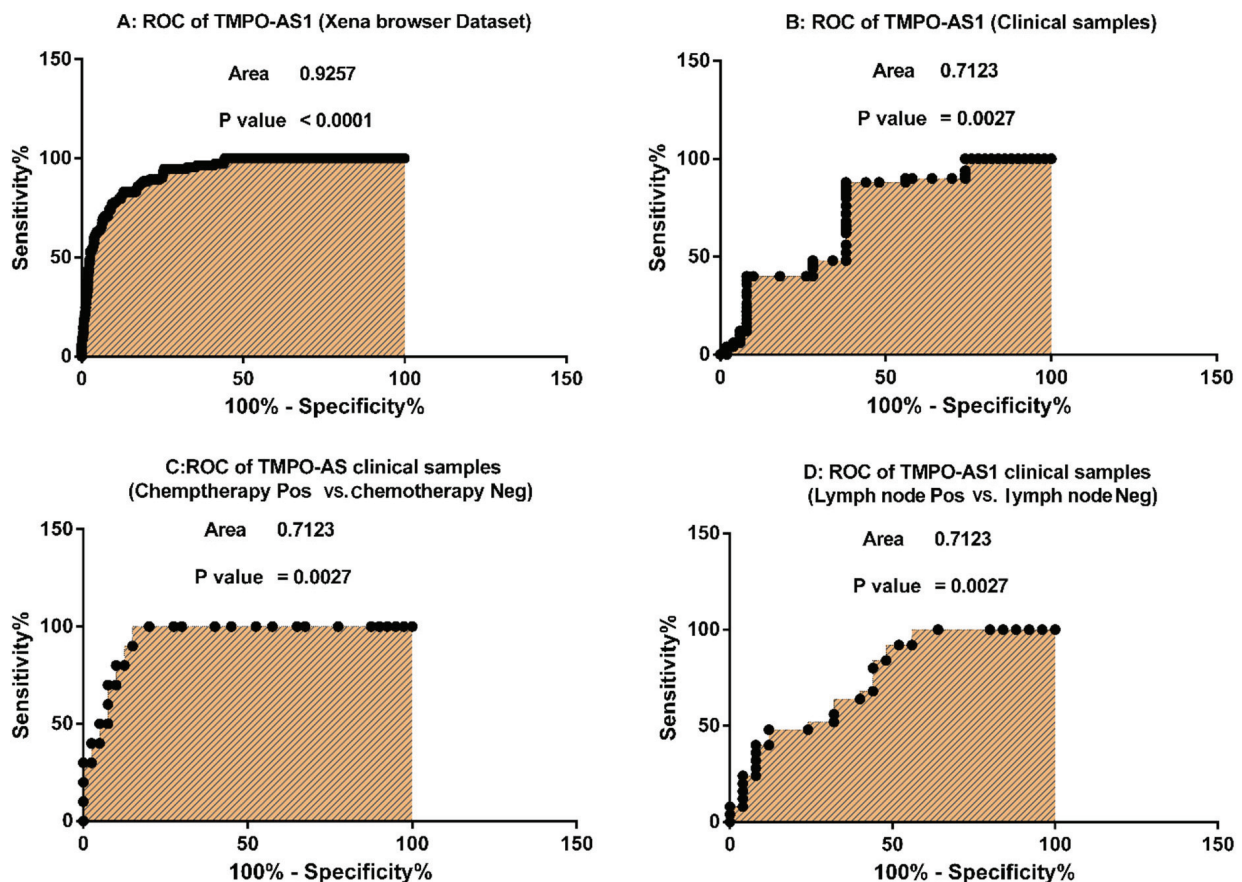 A: ROC of TMPO-AS1 (Xena browser Dataset)
Area 0.9257
P value < 0.0001
150
100
50
0
Sensitivity%
0 50 100 150
100% - Specificity%
B: ROC of TMPO-AS1 (Clinical samples)
Area 0.7123
P value = 0.0027
150
100
50
0
Sensitivity%
0 50 100 150
100% - Specificity%
C:ROC of TMPO-AS clinical samples
(Chemptherapy Pos vs.chemotherapy Neg)
Area 0.7123
P value = 0.0027
150
100
50
0
Sensitivity%
0 50 100 150
100% - Specificity%
D: ROC of TMPO-AS1 clinical samples
(Lymph node Pos vs. lymph node Neg)
Area 0.7123
P value = 0.0027
150
100
50
0
Sensitivity%
0 50 100 150
100% - Specificity%